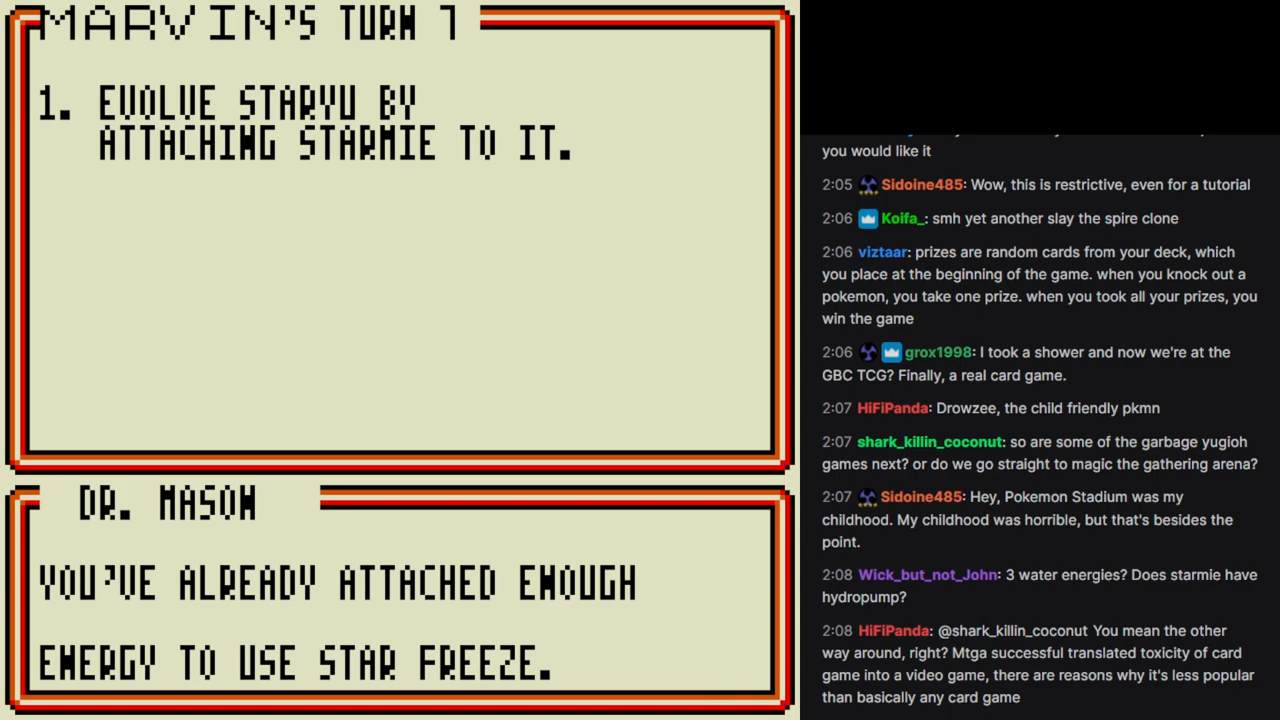 MARVIN'S TURN 7
1. EVOLVE STARYU BY
ATTACHING STARMIE TO IT.
DR. MASON
YOU'VE ALREADY ATTACHED ENOUGH
ENERGY TO USE STAR FREEZE.
you would like it
2:05 Sidoine485: Wow, this is restrictive, even for a tutorial
2:06 Koifa_: smh yet another slay the spire clone
2:06 viztaar: prizes are random cards from your deck, which
you place at the beginning of the game. when you knock out a
pokemon, you take one prize. when you took all your prizes, you
win the game
2:06 grox1998: I took a shower and now we're at the
GBC TCG? Finally, a real card game.
2:07 HiFiPanda: Drowzee, the child friendly pkmn
2:07 shark_killin_coconut: so are some of the garbage yugioh
games next? or do we go straight to magic the gathering arena?
2:07 Sidoine485: Hey, Pokemon Stadium was my
childhood. My childhood was horrible, but that's besides the
point.
2:08 Wick_but_not_John: 3 water energies? Does starmie have
hydropump?
2:08 HiFiPanda: @shark_killin_coconut You mean the other
way around, right? Mtga successful translated toxicity of card
game into a video game, there are reasons why it's less popular
than basically any card game